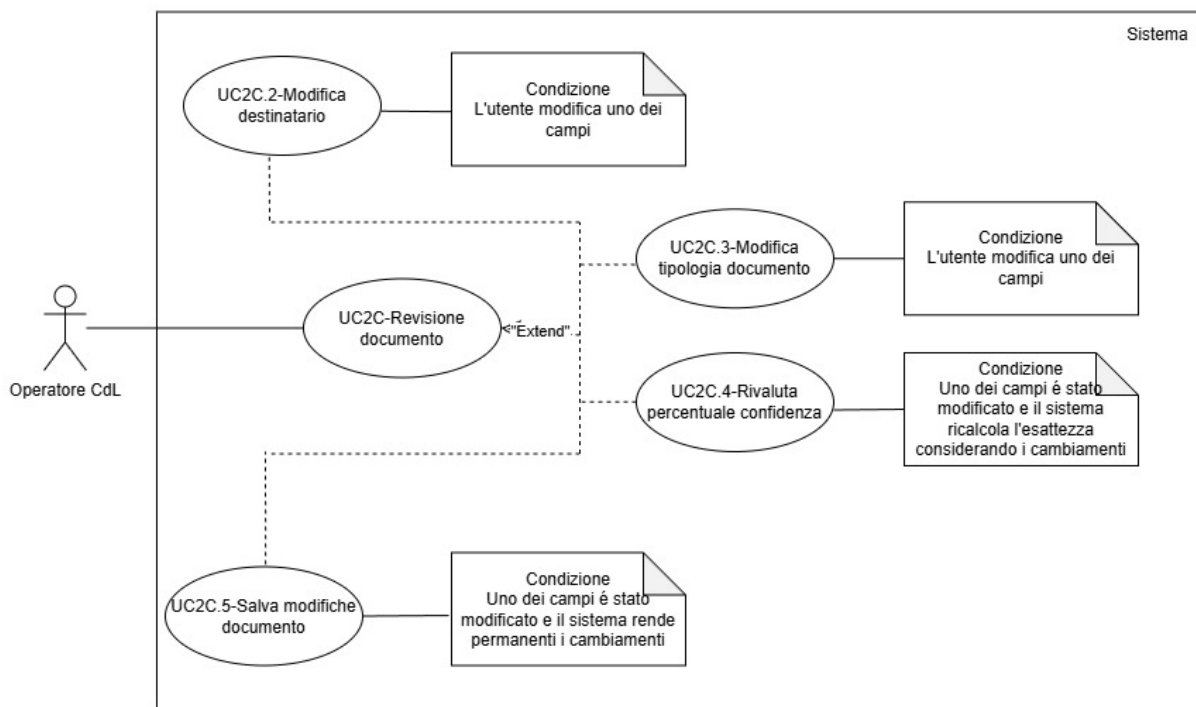 Sistema
UC2C.2-Modifica
destinatario
Condizione
L'utente modifica uno dei
campi
UC2C.3-Modifica
tipologia documento
Condizione
L'utente modifica uno dei
campi
Operatore CdL
UC2C-Revisione
documento
"Extend"
UC2C.4-Rivaluta
percentuale confidenza
Condizione
Uno dei campi é stato
modificato e il sistema
ricalcola l'esattezza
considerando i cambiamenti
UC2C.5-Salva modifiche
documento
Condizione
Uno dei campi é stato
modificato e il sistema rende
permanenti i cambiamenti